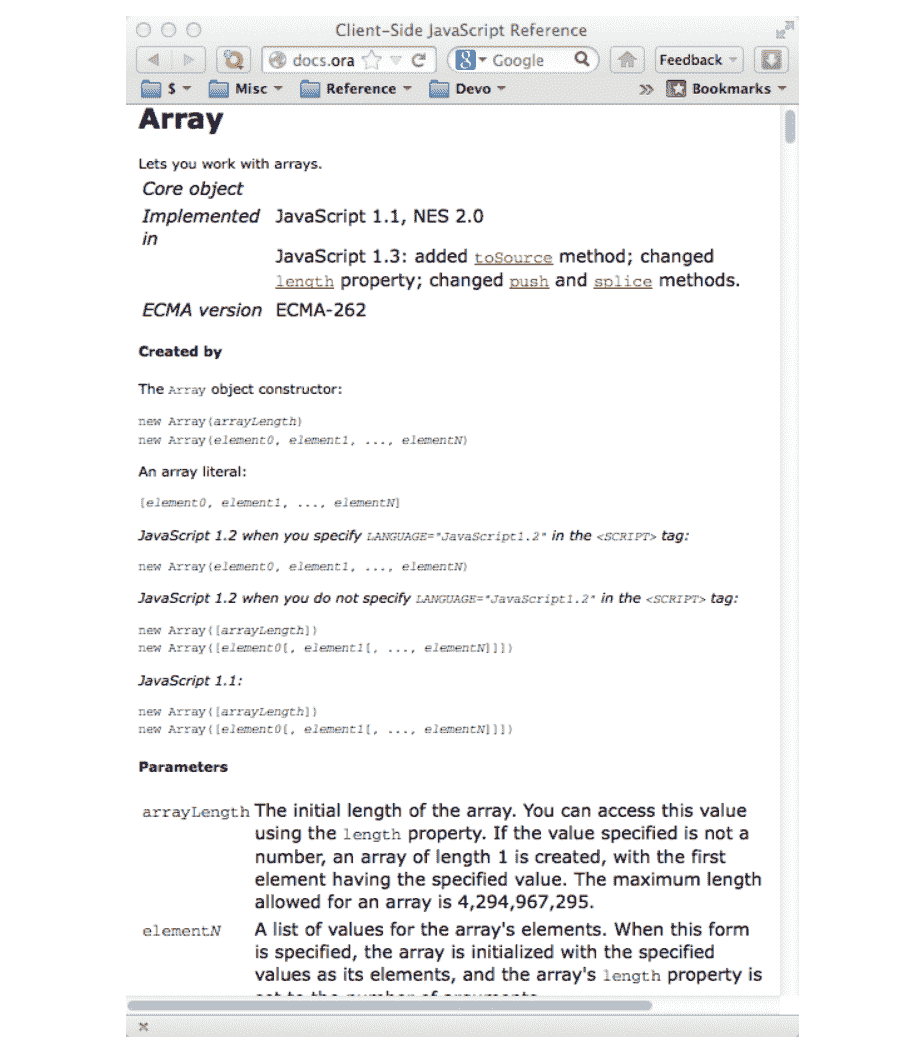 Client-Side JavaScript Reference
docs.ora Google Feedback
$ Misc Reference Devo » Bookmarks
Array
Lets you work with arrays.
Core object
Implemented JavaScript 1.1, NES 2.0
in
JavaScript 1.3: added toSource method; changed
length property; changed push and splice methods.
ECMA version ECMA-262
Created by
The Array object constructor:
new Array(arrayLength)
new Array(element0, element1, ..., elementN)
An array literal:
[element0, element1, ..., elementN]
JavaScript 1.2 when you specify LANGUAGE="JavaScript1.2" in the <SCRIPT> tag:
new Array(element0, element1, ..., elementN)
JavaScript 1.2 when you do not specify LANGUAGE="JavaScript1.2" in the <SCRIPT> tag:
new Array([arrayLength])
new Array([element0[, element1[, ..., elementN]]])
JavaScript 1.1:
new Array([arrayLength])
new Array([element0[, element1[, ..., elementN]]])
Parameters
arrayLength The initial length of the array. You can access this value
using the length property. If the value specified is not a
number, an array of length 1 is created, with the first
element having the specified value. The maximum length
allowed for an array is 4,294,967,295.
elementN A list of values for the array's elements. When this form
is specified, the array is initialized with the specified
values as its elements, and the array's length property is
set to the number of arguments.